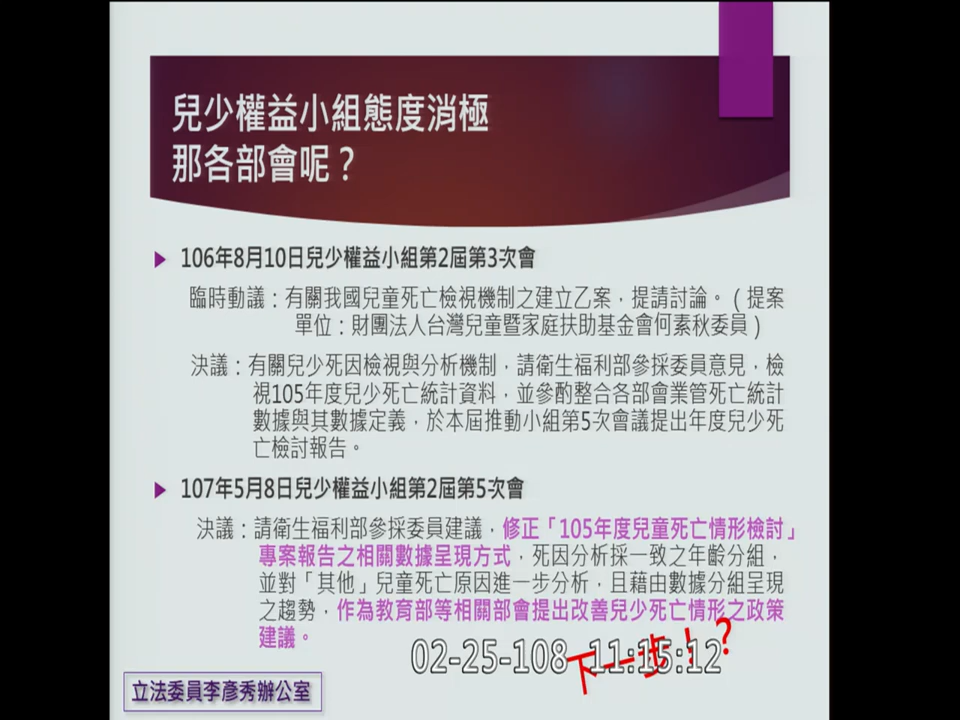 兒少權益小組態度消極
那各部會呢？
106年8月10日兒少權益小組第2屆第3次會
臨時動議：有關我國兒童死亡檢視機制之建立乙案，提請討論。（提案
單位：財團法人台灣兒童暨家庭扶助基金會何素秋委員）
決議：有關兒少死因檢視與分析機制，請衛生福利部參採委員意見，檢
視105年度兒少死亡統計資料，並參酌整合各部會業管死亡統計
數據與其數據定義，於本屆推動小組第5次會議提出年度兒少死
亡檢討報告。
107年5月8日兒少權益小組第2屆第5次會
決議：請衛生福利部參採委員建議，修正「105年度兒童死亡情形檢討」
專案報告之相關數據呈現方式，死因分析採一致之年齡分組，
並對「其他」兒童死亡原因進一步分析，且藉由數據分組呈現
之趨勢，作為教育部等相關部會提出改善兒少死亡情形之政策
建議。
下一步！？
02-25-108 11:15:12
立法委員李彥秀辦公室